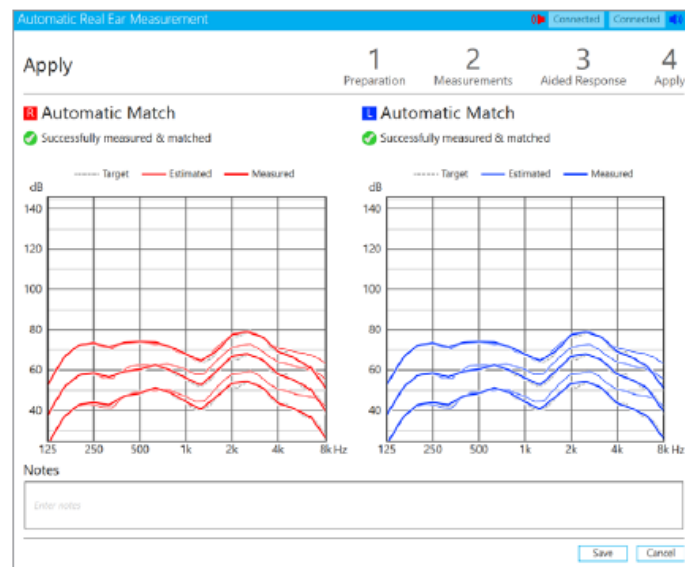 Automatic Real Ear Measurement Connected Connected
Apply
1 2 3 4
Preparation Measurements Aided Response Apply
R Automatic Match
Successfully measured & matched
Target Estimated Measured
dB
140
120
100
80
60
40
125 250 500 1k 2k 4k 8k Hz
L Automatic Match
Successfully measured & matched
Target Estimated Measured
dB
140
120
100
80
60
40
125 250 500 1k 2k 4k 8k Hz
Notes
Enter notes
Save Cancel